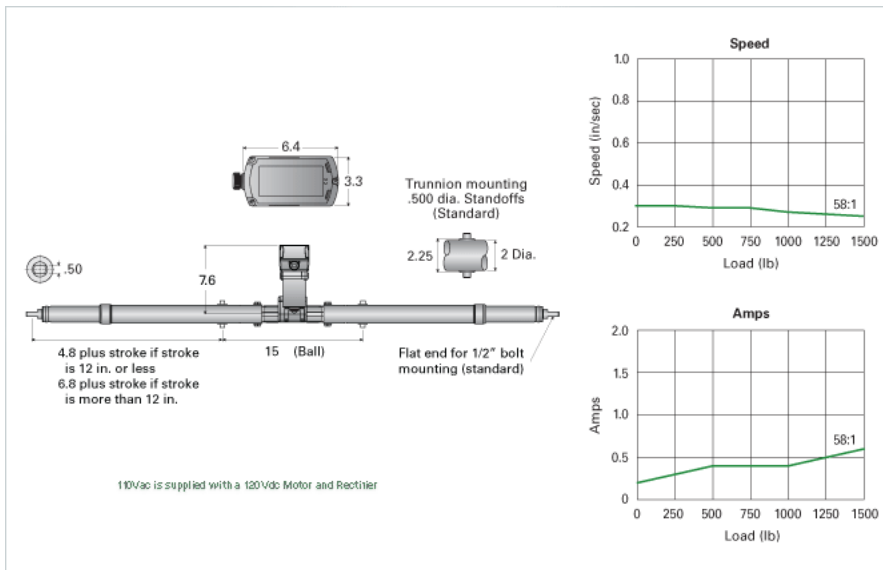 6.4
3.3
Trunnion mounting
.500 dia. Standoffs
(Standard)
2.25
2 Dia.
7.6
.50
4.8 plus stroke if stroke
is 12 in. or less
6.8 plus stroke if stroke
is more than 12 in.
15 (Ball)
Flat end for 1/2" bolt
mounting (standard)
110Vac is supplied with a 120Vdc Motor and Rectifier
Speed
Speed (in/sec)
1.0
0.8
0.6
0.4
0.2
58:1
0 250 500 750 1000 1250 1500
Load (lb)
Amps
Amps
2.0
1.5
1.0
0.5
0
58:1
0 250 500 750 1000 1250 1500
Load (lb)